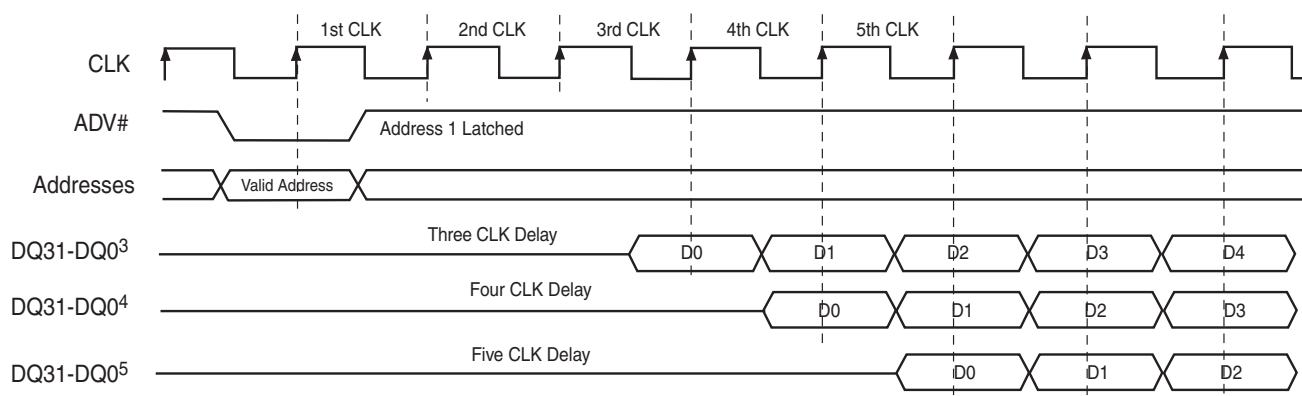 1st CLK 2nd CLK 3rd CLK 4th CLK 5th CLK
CLK
ADV# Address 1 Latched
Addresses Valid Address
DQ31-DQ0³ Three CLK Delay D0 D1 D2 D3 D4
DQ31-DQ0⁴ Four CLK Delay D0 D1 D2 D3
DQ31-DQ0⁵ Five CLK Delay D0 D1 D2